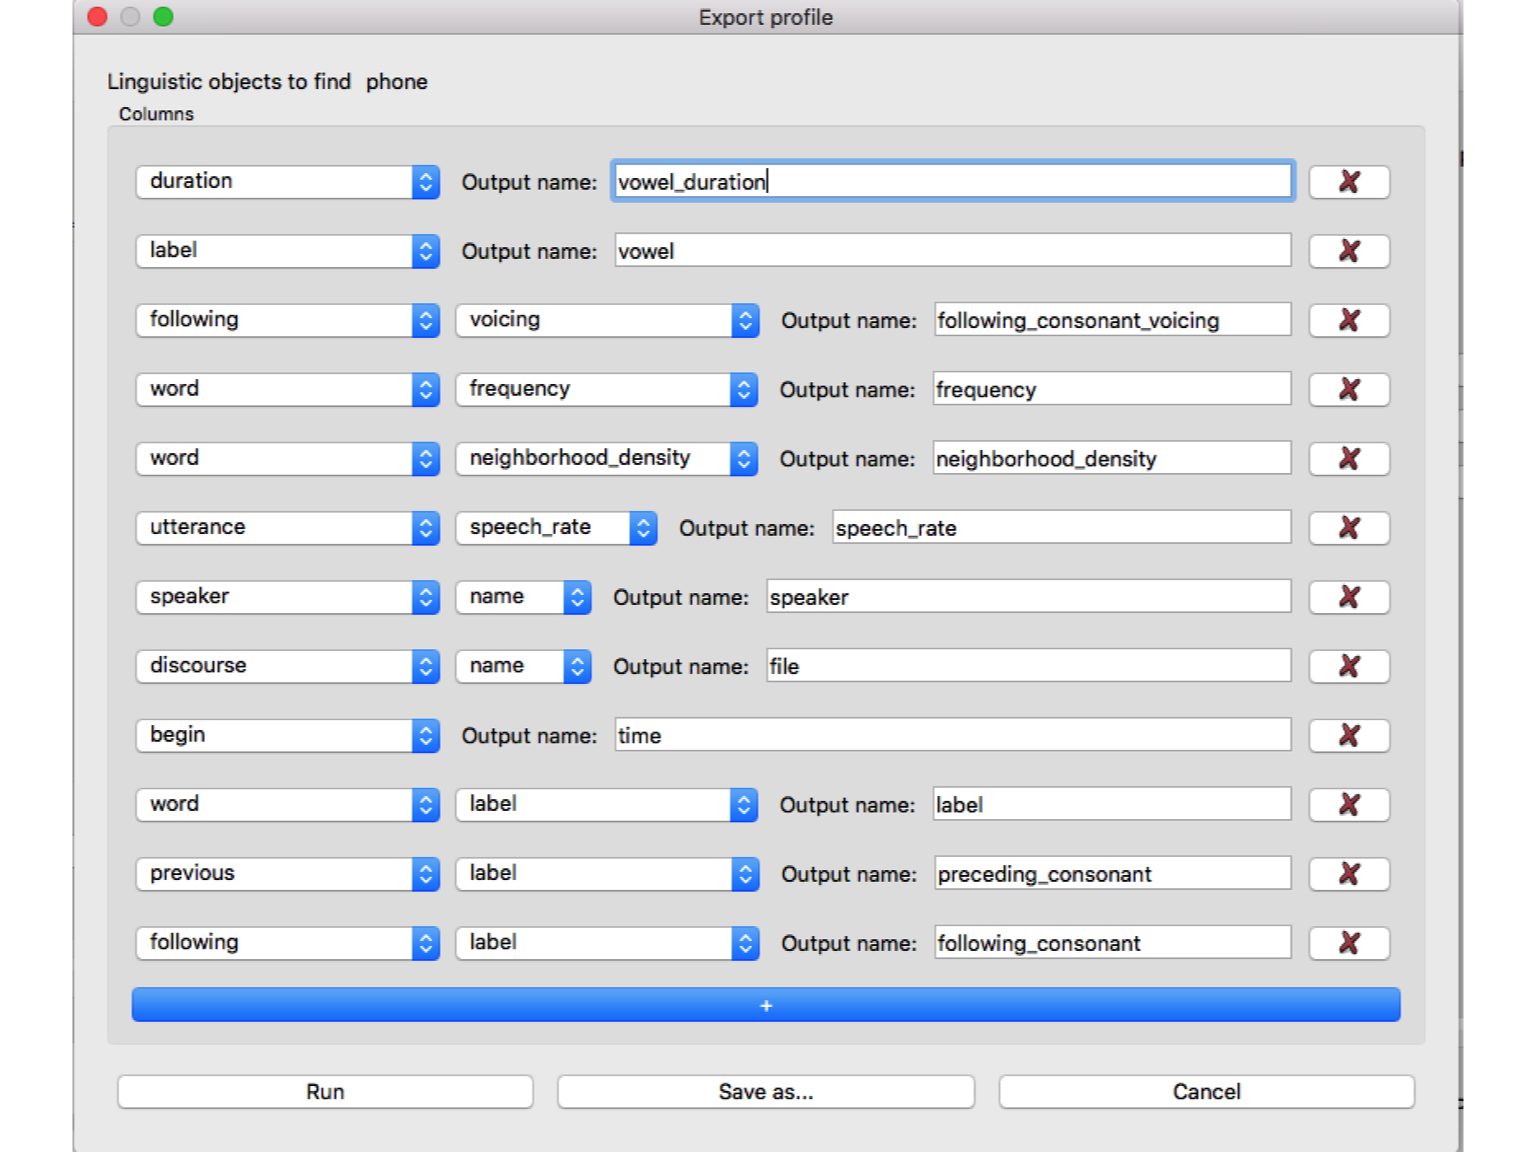 Export profile
Linguistic objects to find phone
Columns
duration Output name: vowel_duration X
label Output name: vowel X
following voicing Output name: following_consonant_voicing X
word frequency Output name: frequency X
word neighborhood_density Output name: neighborhood_density X
utterance speech_rate Output name: speech_rate X
speaker name Output name: speaker X
discourse name Output name: file X
begin Output name: time X
word label Output name: label X
previous label Output name: preceding_consonant X
following label Output name: following_consonant X
+
Run Save as... Cancel